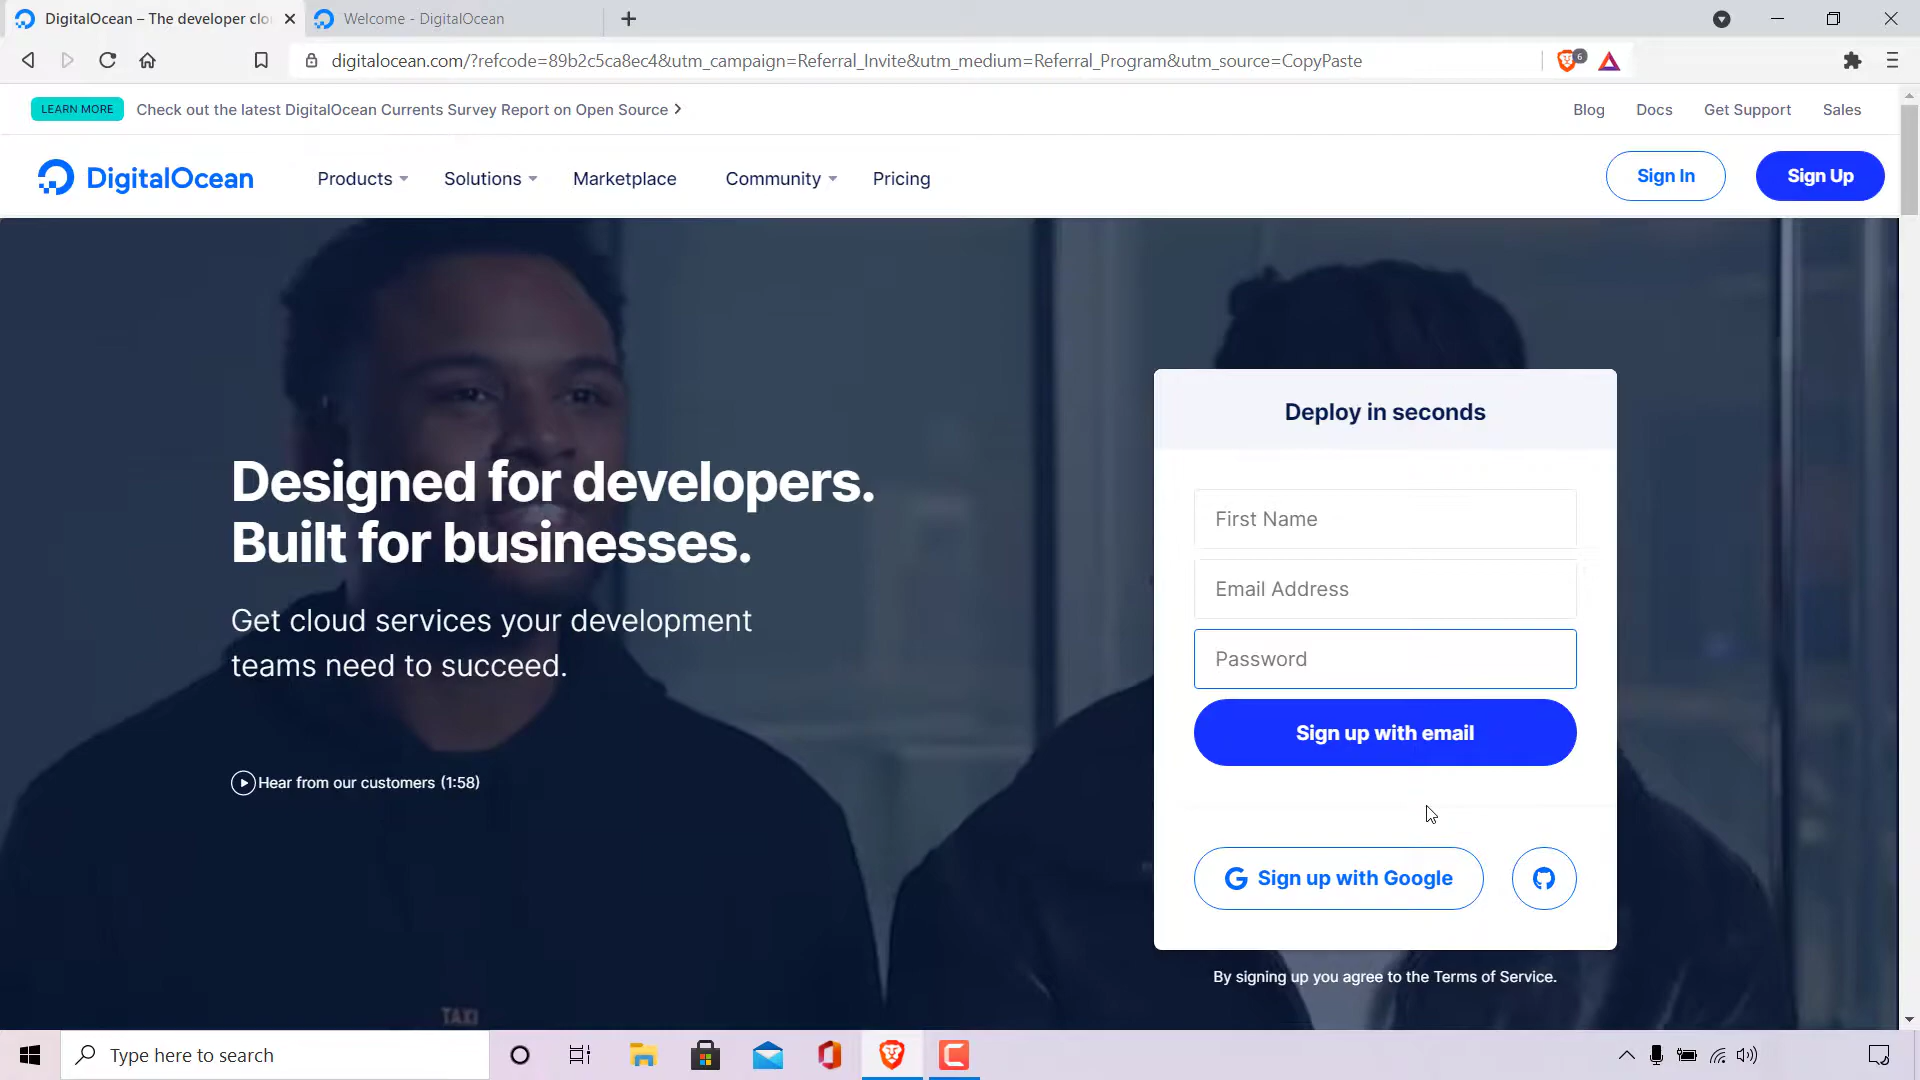 DigitalOcean – The developer clo
Welcome - DigitalOcean
digitalocean.com/?refcode=89b2c5ca8ec4&utm_campaign=Referral_Invite&utm_medium=Referral_Program&utm_source=CopyPaste
6
LEARN MORE Check out the latest DigitalOcean Currents Survey Report on Open Source
Blog Docs Get Support Sales
DigitalOcean
Products Solutions Marketplace Community Pricing
Sign In Sign Up
Designed for developers.
Built for businesses.
Get cloud services your development
teams need to succeed.
Hear from our customers (1:58)
Deploy in seconds
First Name
Email Address
Password
Sign up with email
Sign up with Google
By signing up you agree to the Terms of Service.
TAXI
Type here to search